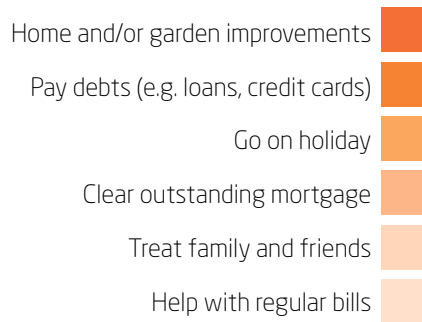 Home and/or garden improvements
Pay debts (e.g. loans, credit cards)
Go on holiday
Clear outstanding mortgage
Treat family and friends
Help with regular bills